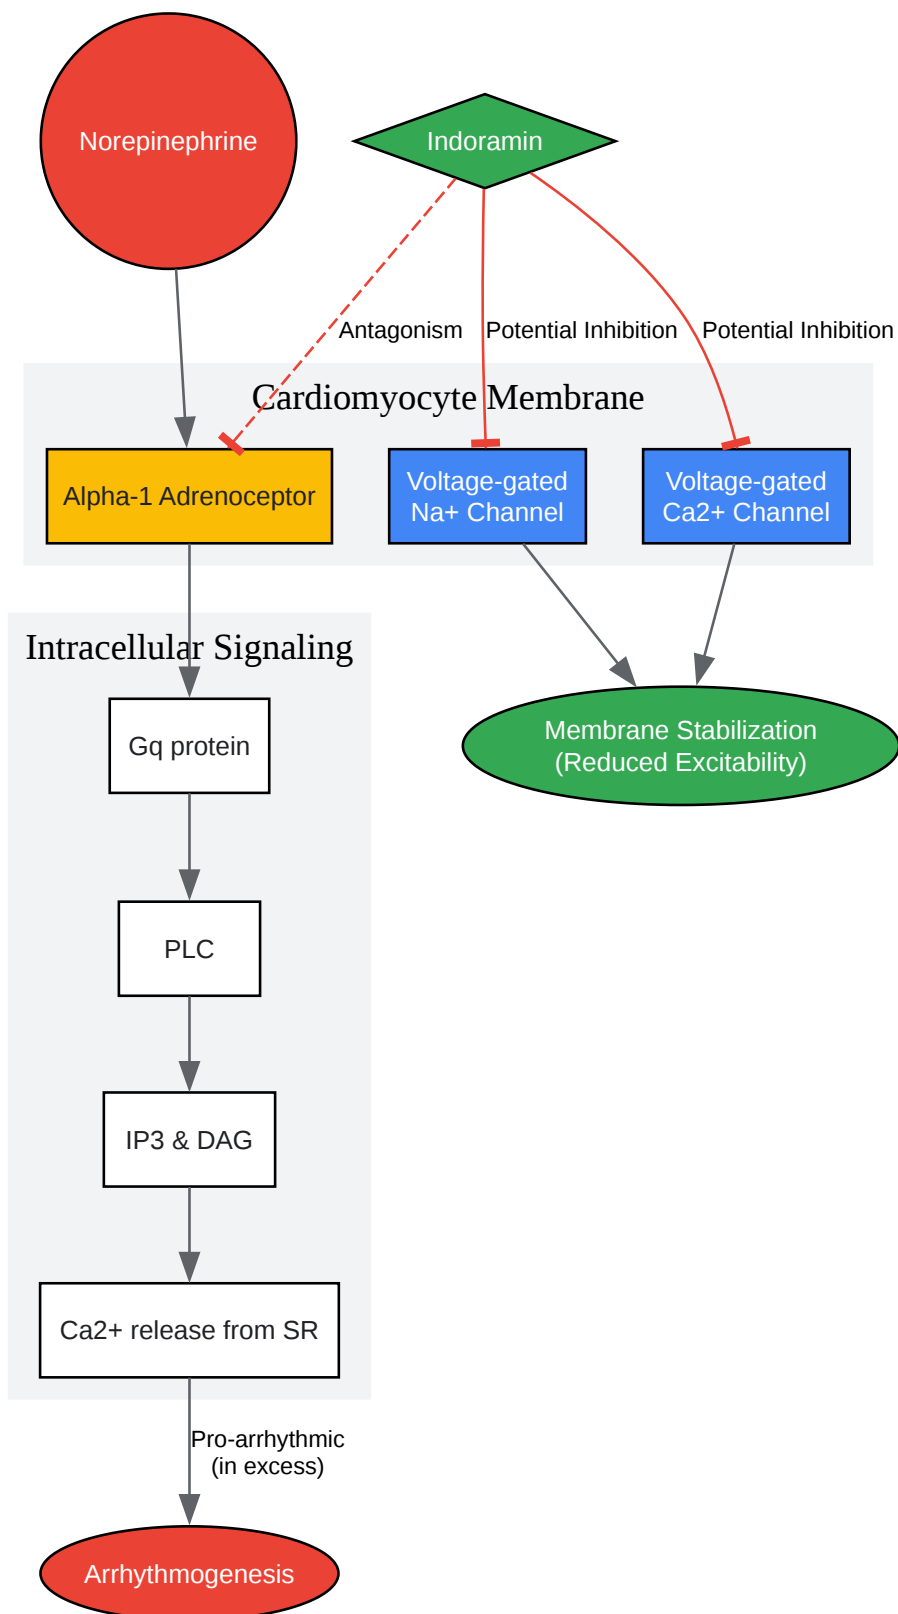 Norepinephrine
Indoramin
Antagonism
Potential Inhibition
Potential Inhibition
Cardiomyocyte Membrane
Alpha-1 Adrenoceptor
Voltage-gated
Na+ Channel
Voltage-gated
Ca2+ Channel
Intracellular Signaling
Gq protein
Membrane Stabilization
(Reduced Excitability)
PLC
IP3 & DAG
Ca2+ release from SR
Pro-arrhythmic
(in excess)
Arrhythmogenesis